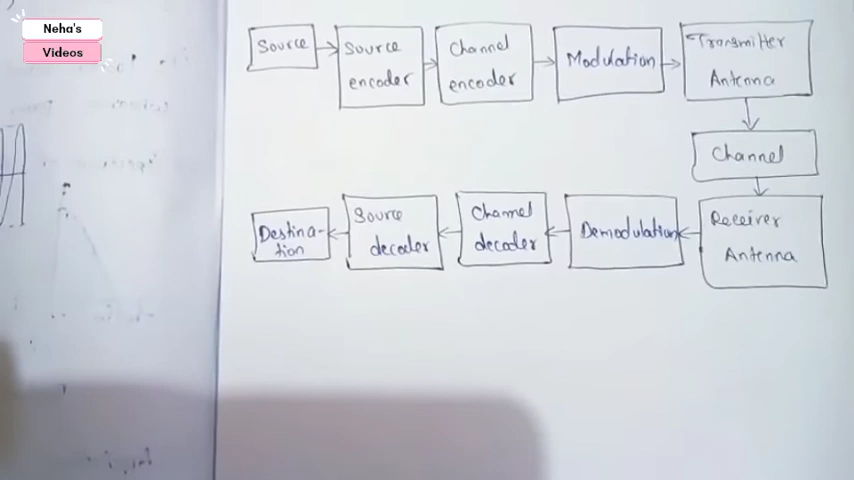 Neha's
Videos
Source
Source
encoder
Channel
encoder
Modulation
Transmitter
Antenna
Channel
Receiver
Antenna
Demodulation
Channel
decoder
Source
decoder
Destina-
tion